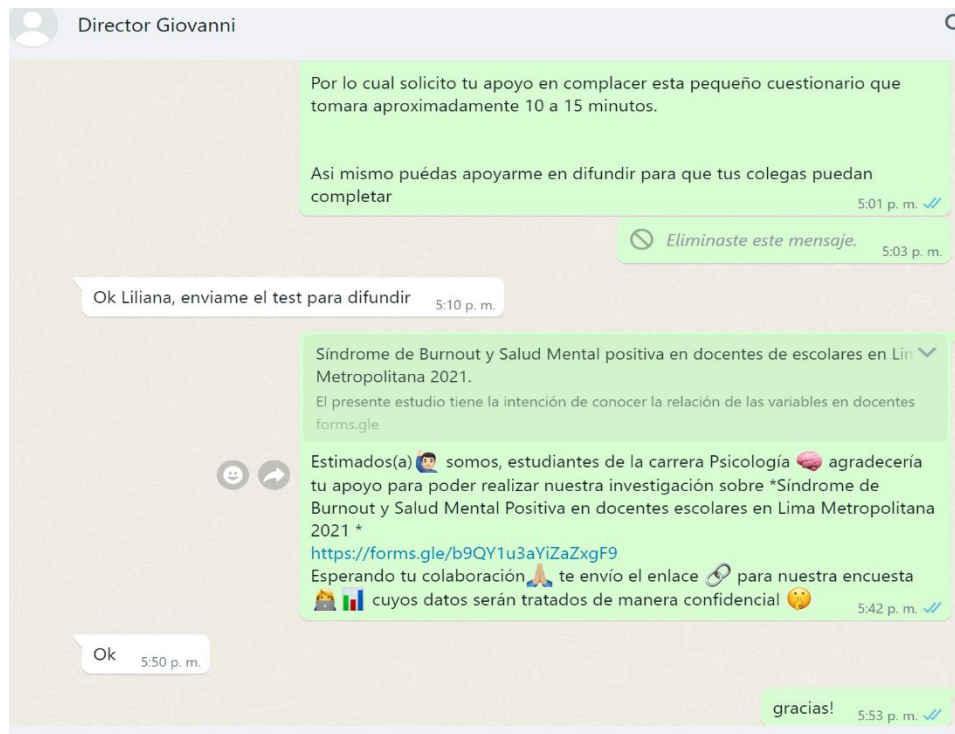 Director Giovanni
Por lo cual solicito tu apoyo en complacer esta pequeño cuestionario que
tomara aproximadamente 10 a 15 minutos.
Asi mismo puédas apoyarme en difundir para que tus colegas puedan
completar
5:01 p. m.
Eliminaste este mensaje.
5:03 p. m.
Ok Liliana, enviame el test para difundir
5:10 p. m.
Síndrome de Burnout y Salud Mental positiva en docentes de escolares en Lim
Metropolitana 2021.
El presente estudio tiene la intención de conocer la relación de las variables en docentes
forms.gle
Estimados(a)🙋🏻‍♂️ somos, estudiantes de la carrera Psicología 🧠 agradecería
tu apoyo para poder realizar nuestra investigación sobre *Síndrome de
Burnout y Salud Mental Positiva en docentes escolares en Lima Metropolitana
2021 *
https://forms.gle/b9QY1u3aYiZaZxgF9
Esperando tu colaboración🙏🏼 te envío el enlace 🔗 para nuestra encuesta
🧑‍💻 📊 cuyos datos serán tratados de manera confidencial 🤫
5:42 p. m.
Ok
5:50 p. m.
gracias!
5:53 p. m.